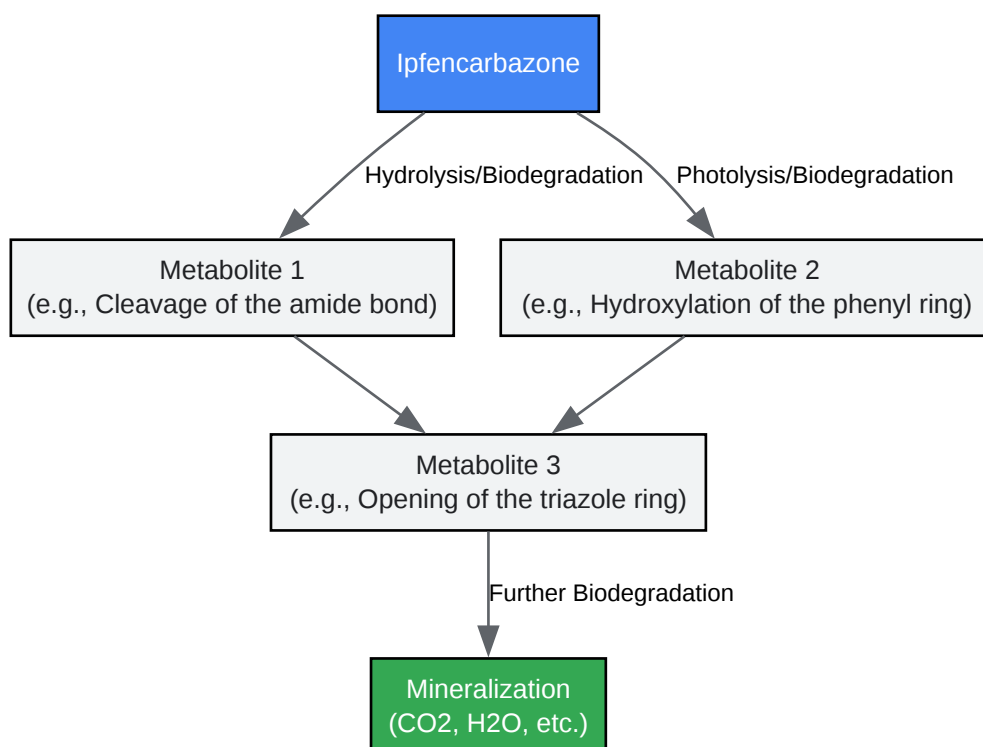 Ipfencarbazone
Hydrolysis/Biodegradation
Photolysis/Biodegradation
Metabolite 1
(e.g., Cleavage of the amide bond)
Metabolite 2
(e.g., Hydroxylation of the phenyl ring)
Metabolite 3
(e.g., Opening of the triazole ring)
Further Biodegradation
Mineralization
(CO2, H2O, etc.)